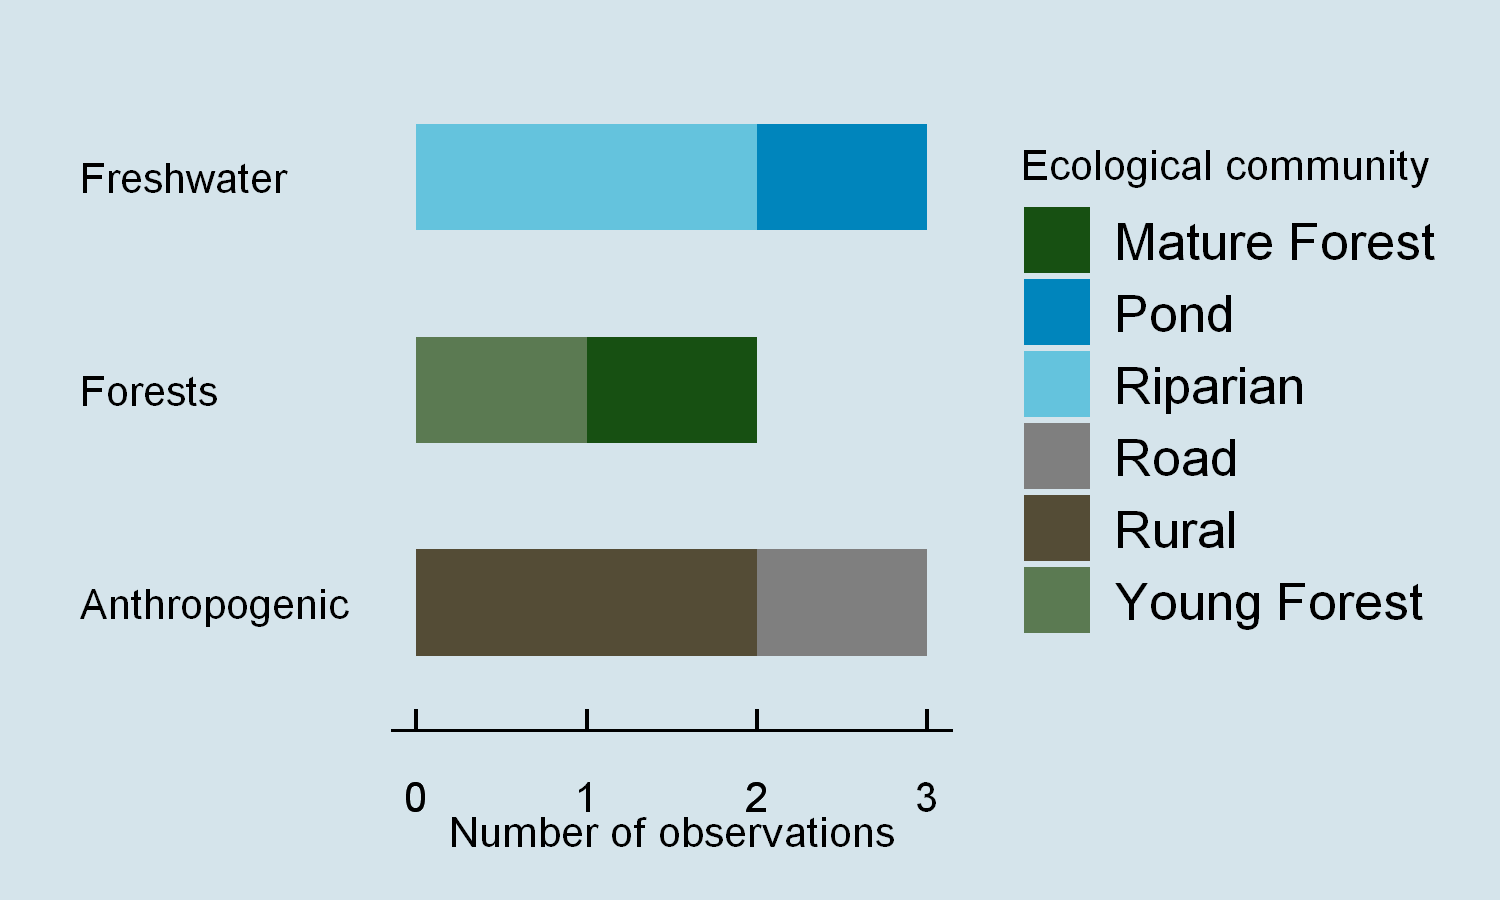 Freshwater
Forests
Anthropogenic
0 1 2 3
Number of observations
Ecological community
Mature Forest
Pond
Riparian
Road
Rural
Young Forest